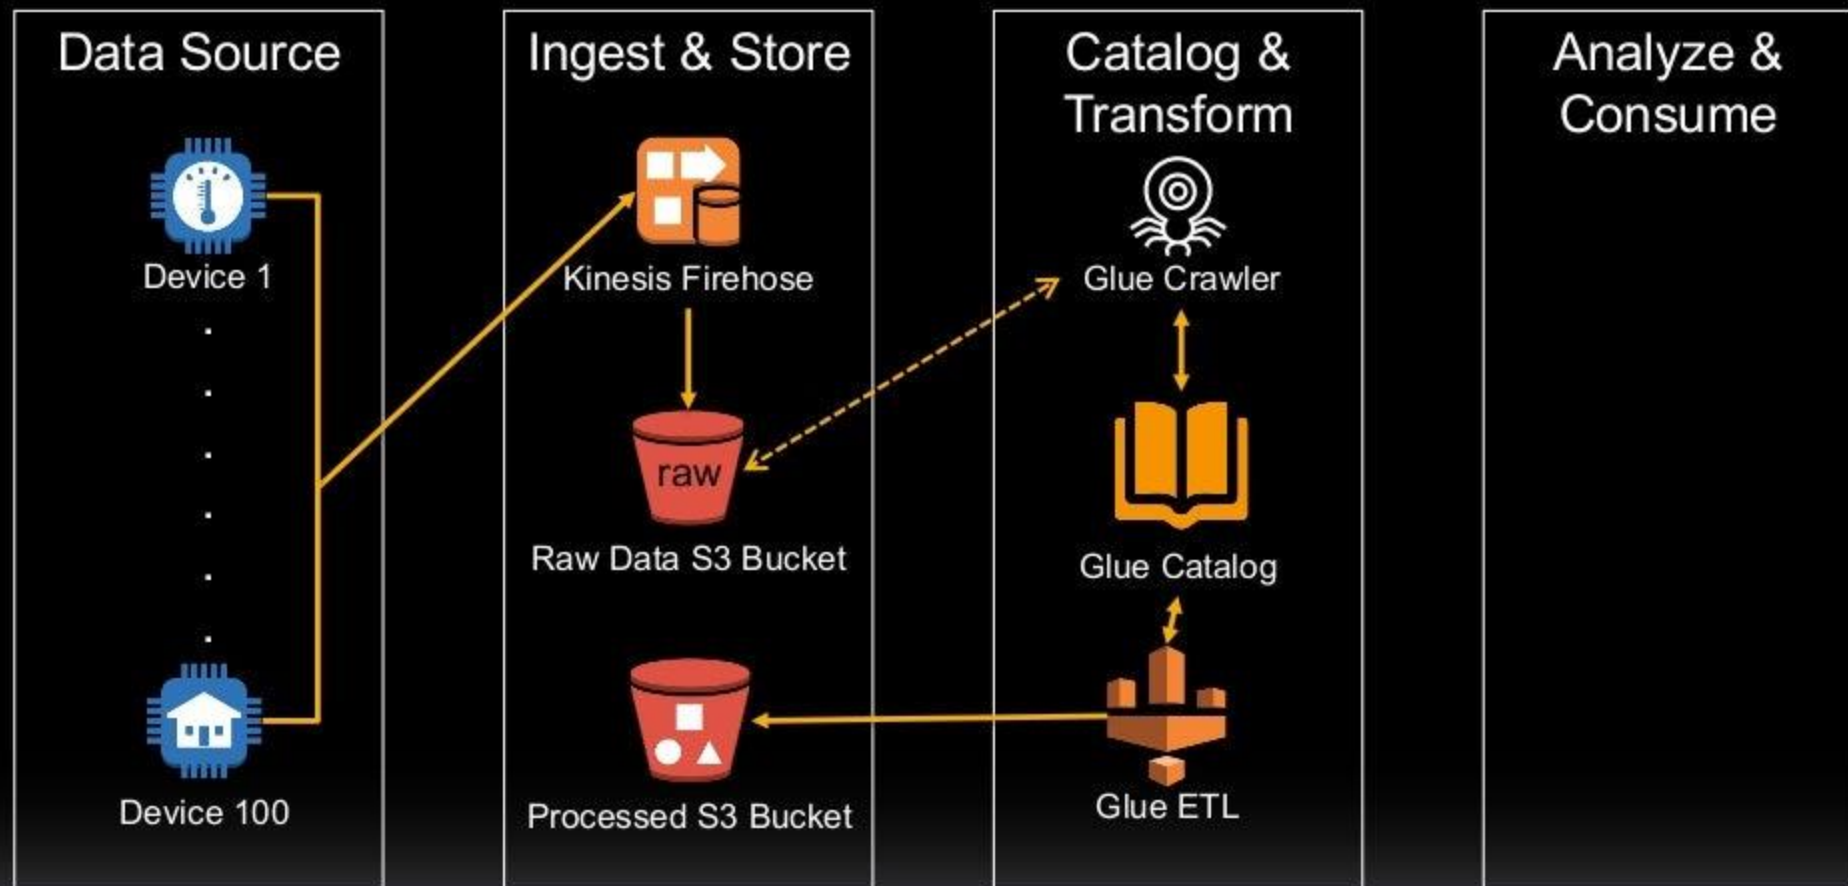 Data Source
Device 1
Device 100
Ingest & Store
Kinesis Firehose
raw
Raw Data S3 Bucket
Processed S3 Bucket
Catalog &
Transform
Glue Crawler
Glue Catalog
Glue ETL
Analyze &
Consume